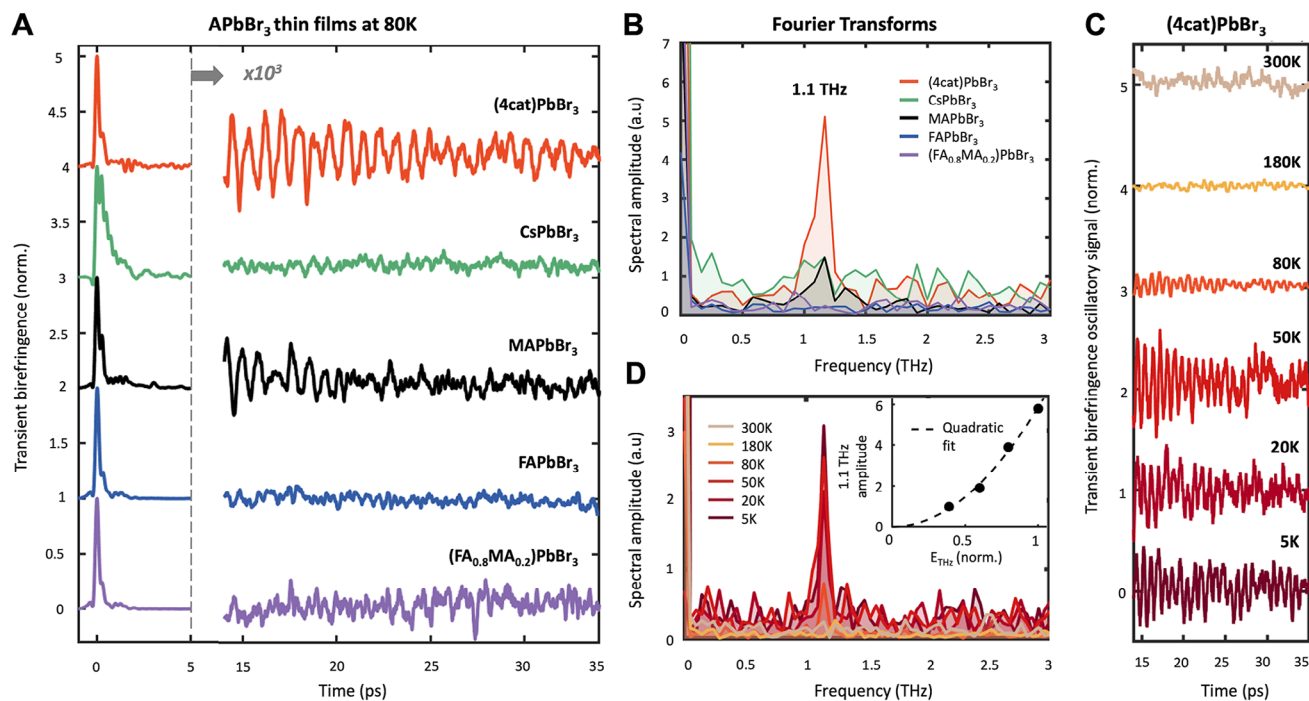 A
APbBr₃ thin films at 80K
x10³
5
4.5
4
3.5
3
2.5
2
1.5
1
0.5
0
(4cat)PbBr₃
CsPbBr₃
MAPbBr₃
FAPbBr₃
(FA₀.₈MA₀.₂)PbBr₃
Transient birefringence (norm.)
0 5 15 20 25 30 35
Time (ps)
B
Fourier Transforms
7
6
5
4
3
2
1
0
1.1 THz
(4cat)PbBr₃
CsPbBr₃
MAPbBr₃
FAPbBr₃
(FA₀.₈MA₀.₂)PbBr₃
Spectral amplitude (a.u)
0 0.5 1 1.5 2 2.5 3
Frequency (THz)
D
3
2
1
0
300K
180K
80K
50K
20K
5K
Spectral amplitude (a.u)
0 0.5 1 1.5 2 2.5 3
Frequency (THz)
6
4
2
0
Quadratic
fit
1.1 THz
amplitude
0 0.5 1
E_THz (norm.)
C
(4cat)PbBr₃
300K
180K
80K
50K
20K
5K
5
4
3
2
1
0
Transient birefringence oscillatory signal (norm.)
15 20 25 30 35
Time (ps)